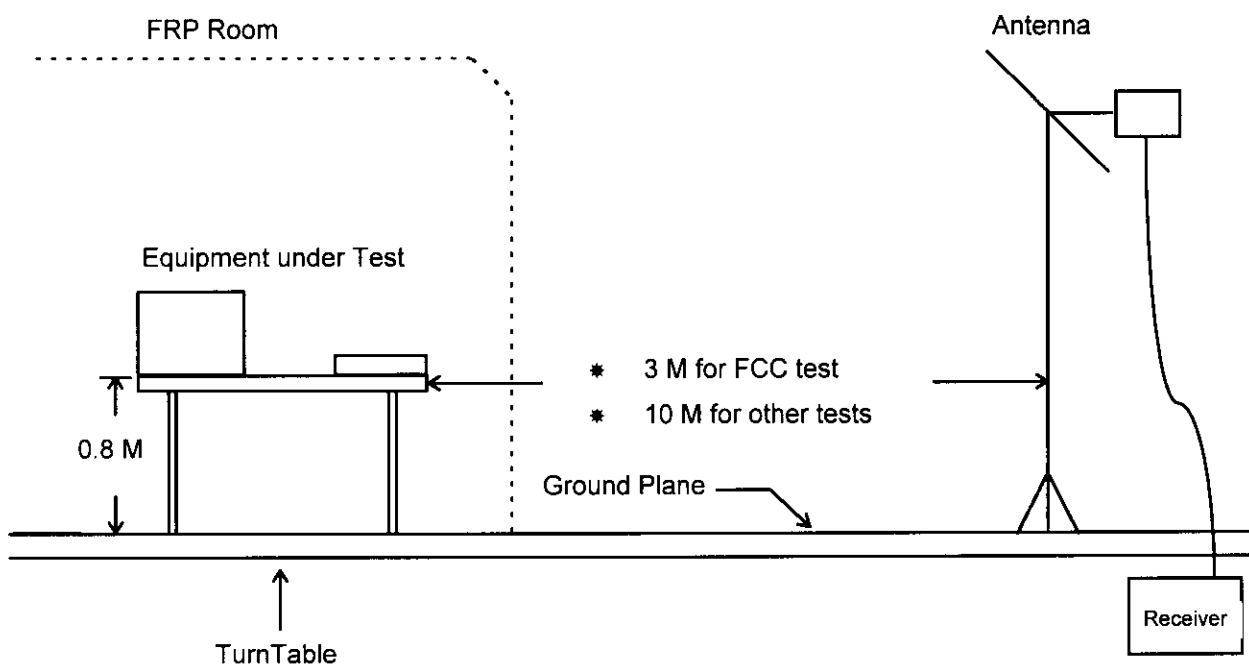 FRP Room
Antenna
Equipment under Test
✷ 3 M for FCC test
✷ 10 M for other tests
0.8 M
Ground Plane
Receiver
TurnTable